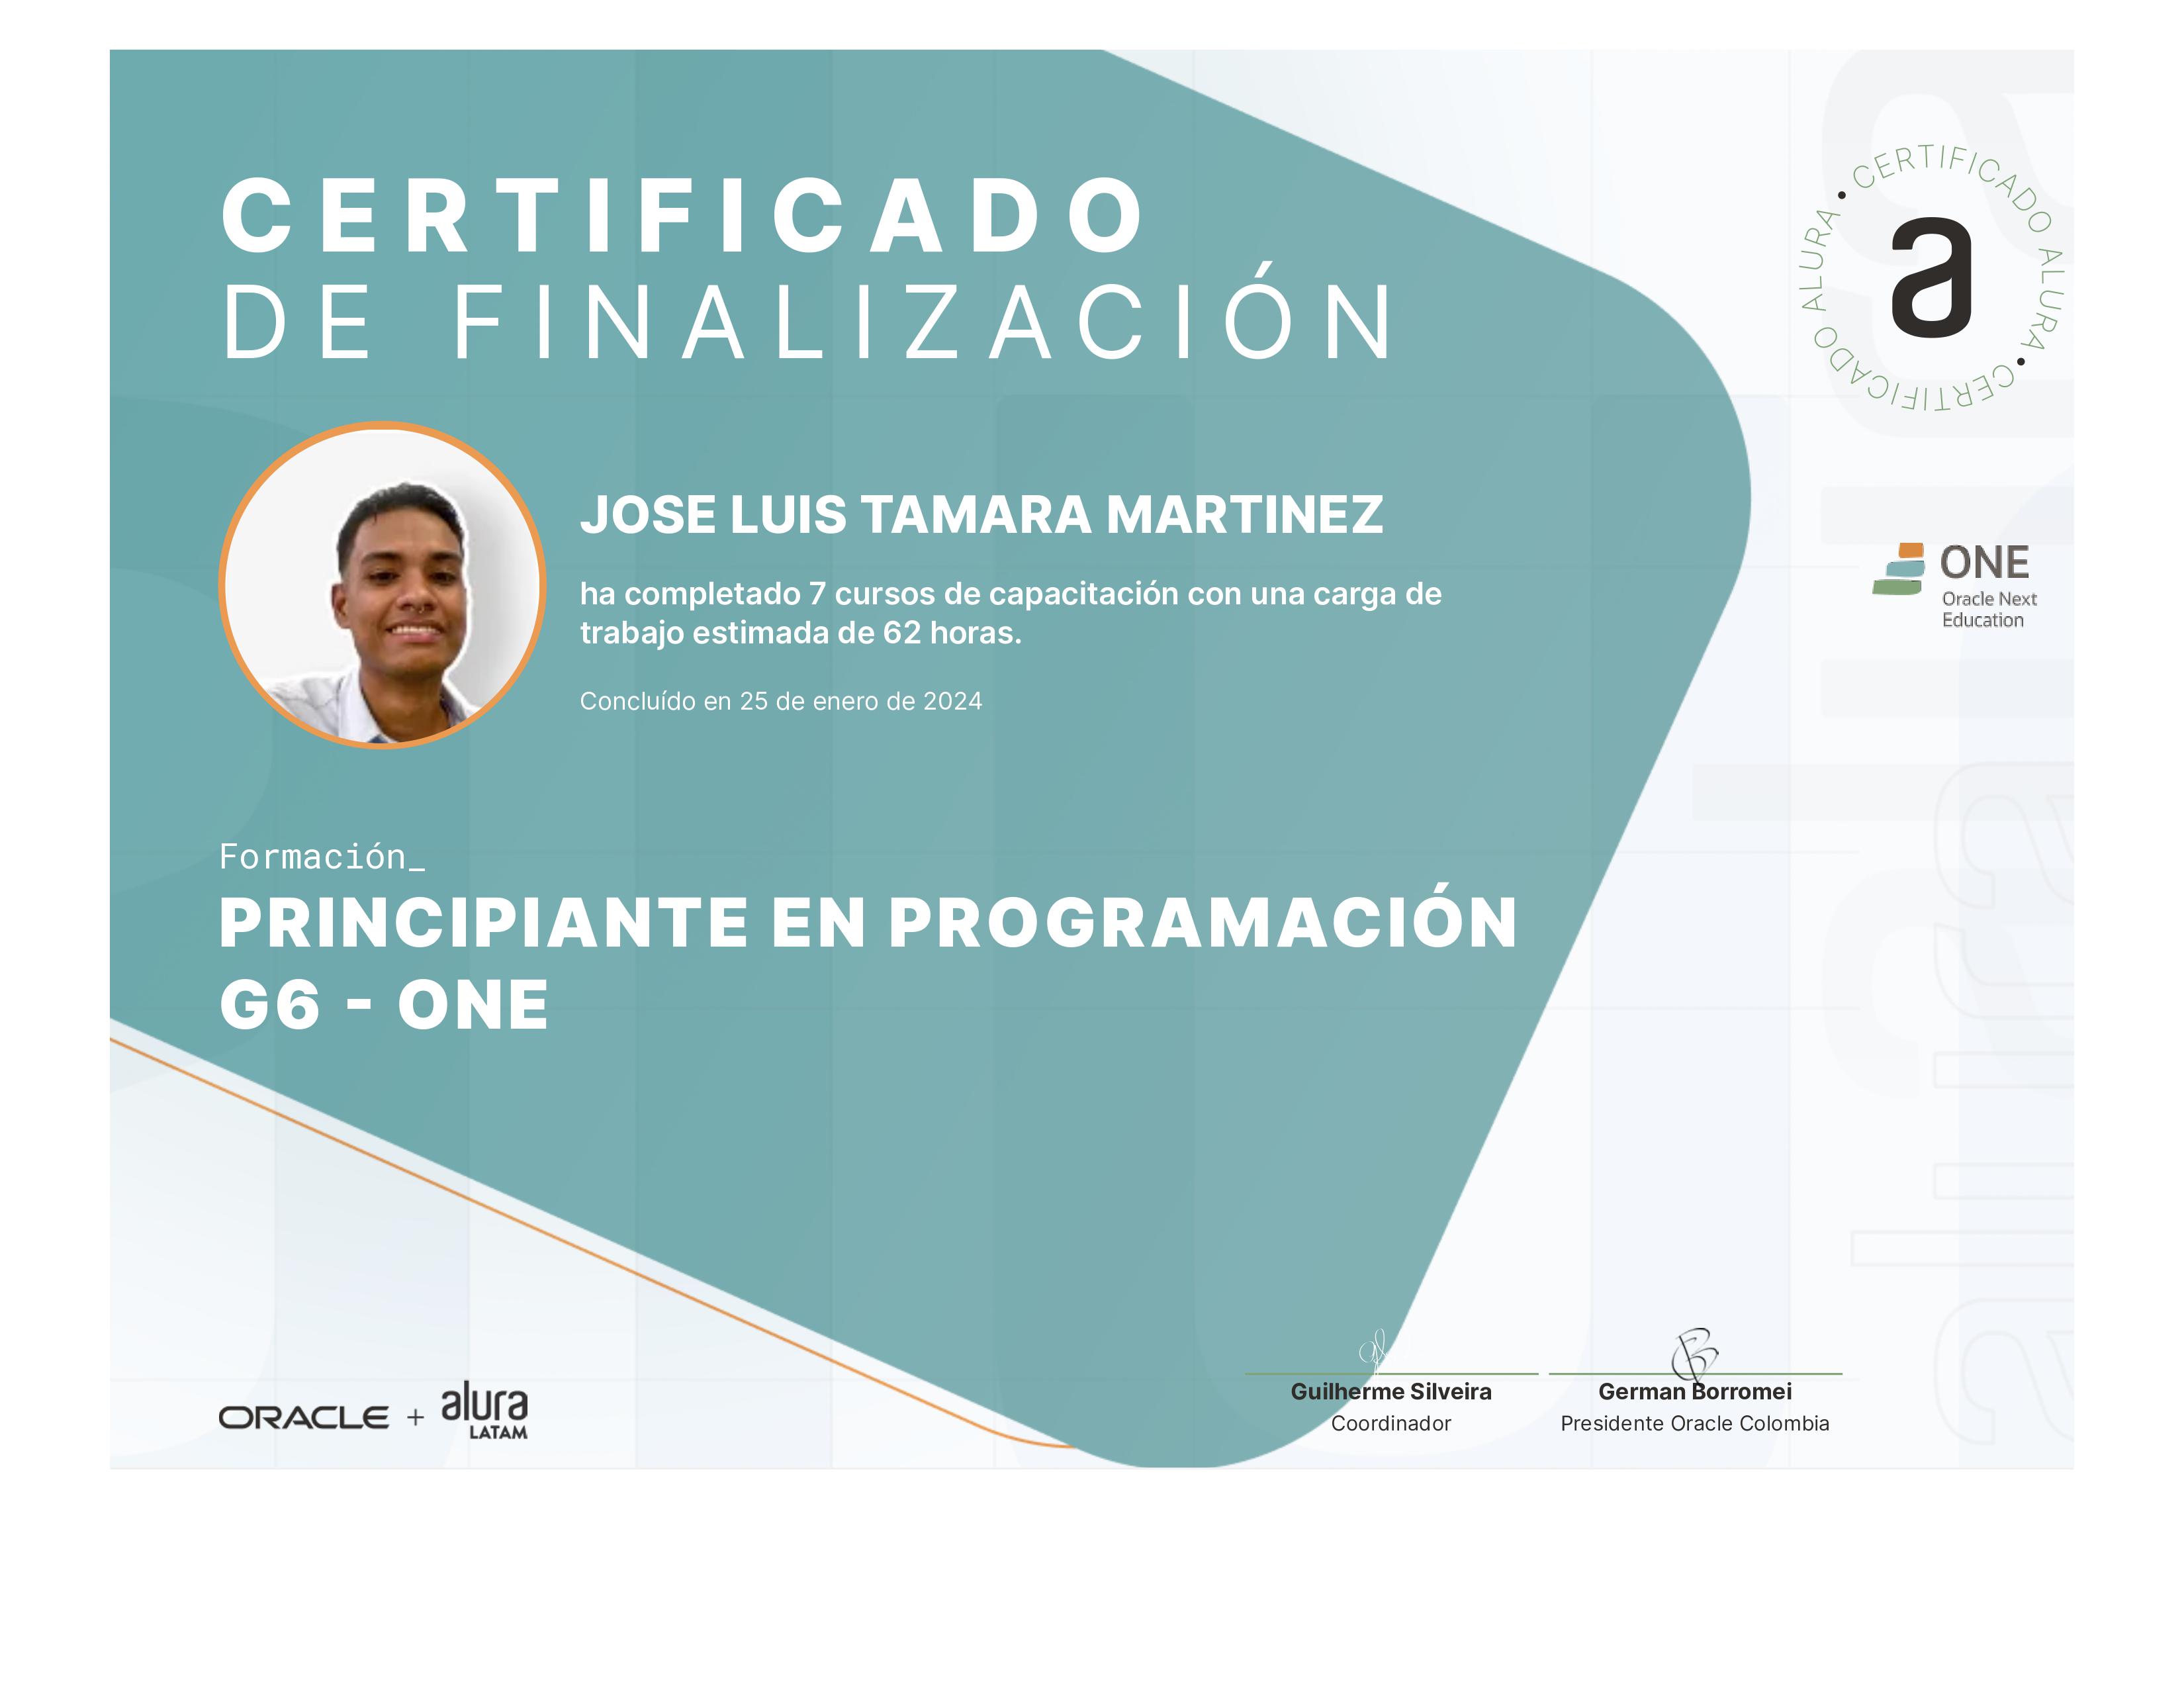 CERTIFICADO
DE FINALIZACIÓN
CERTIFICADO ALURA • CERTIFICADO ALURA •
a
JOSE LUIS TAMARA MARTINEZ
ha completado 7 cursos de capacitación con una carga de
trabajo estimada de 62 horas.
Concluído en 25 de enero de 2024
ONE
Oracle Next
Education
Formación_
PRINCIPIANTE EN PROGRAMACIÓN
G6 - ONE
alura
ORACLE + alura
LATAM
Guilherme Silveira
Coordinador
German Borromei
Presidente Oracle Colombia